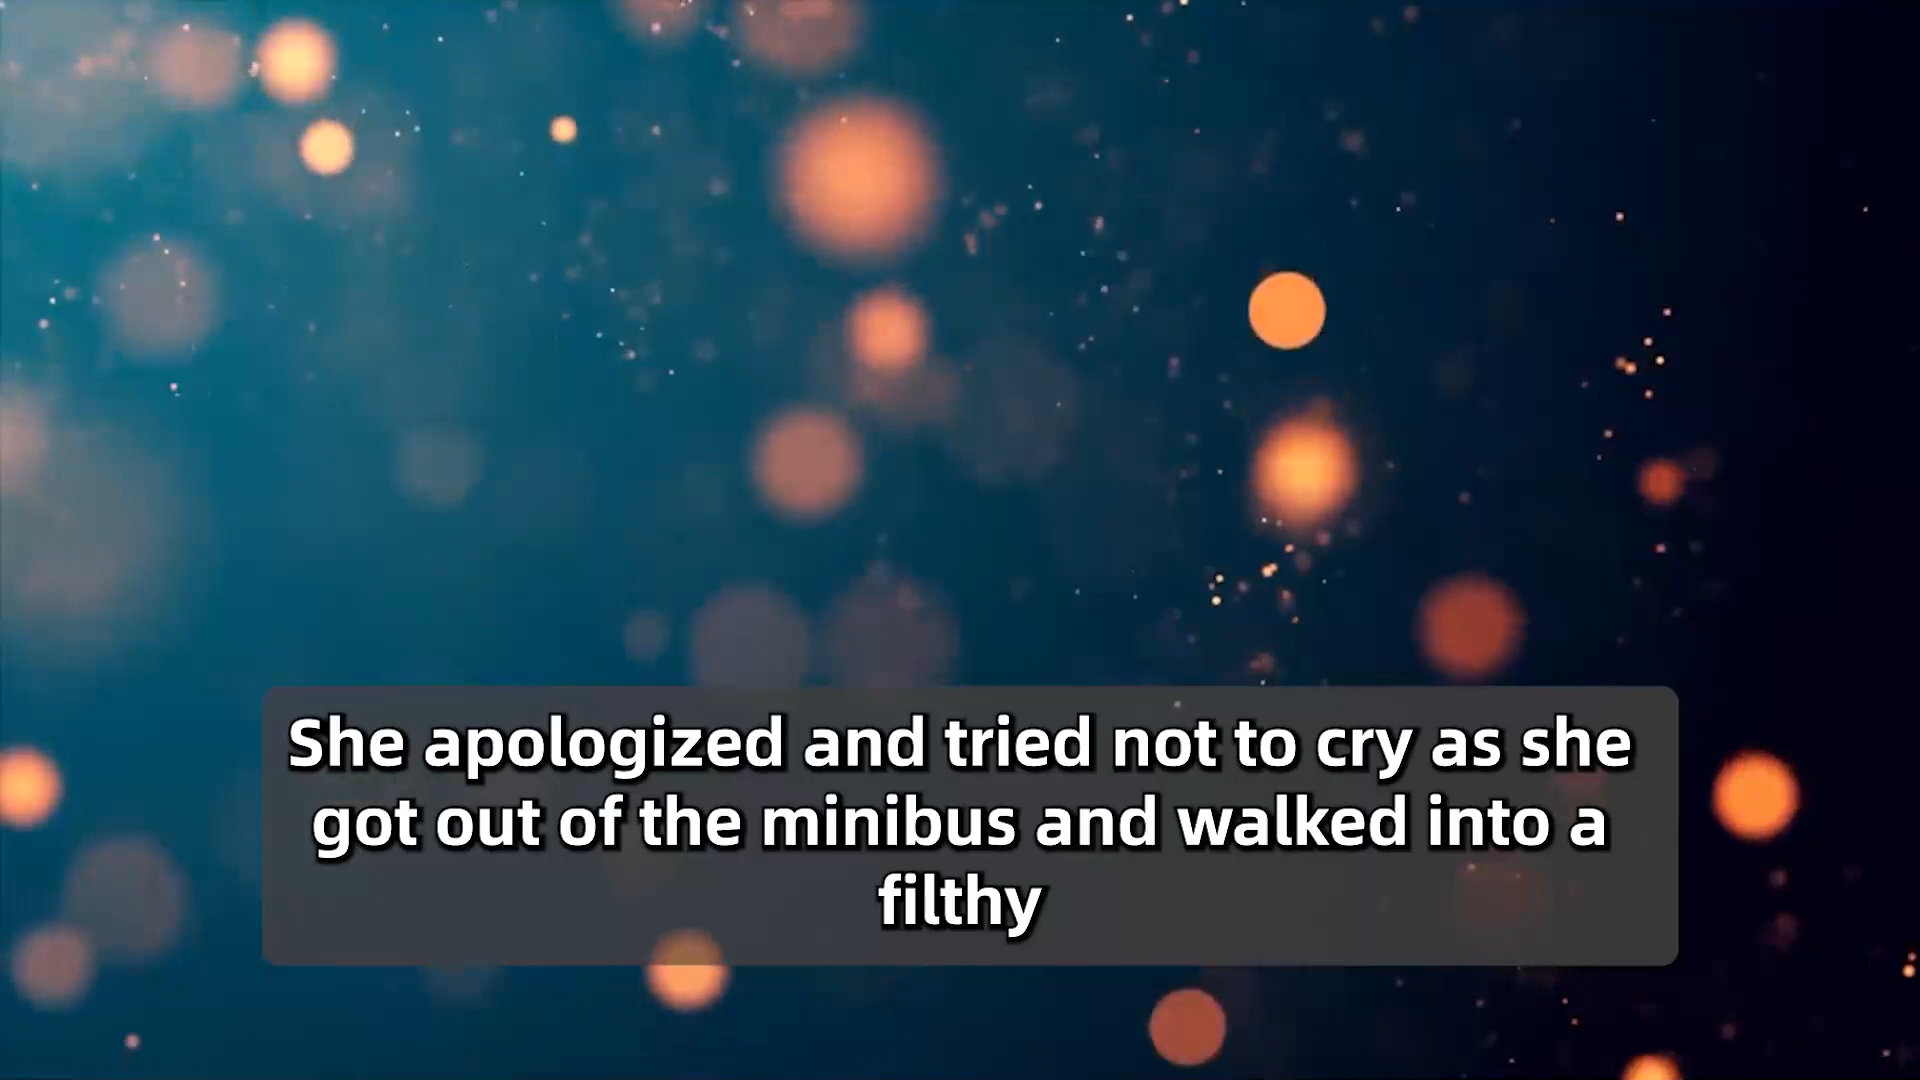 She apologized and tried not to cry as she
got out of the minibus and walked into a
filthy